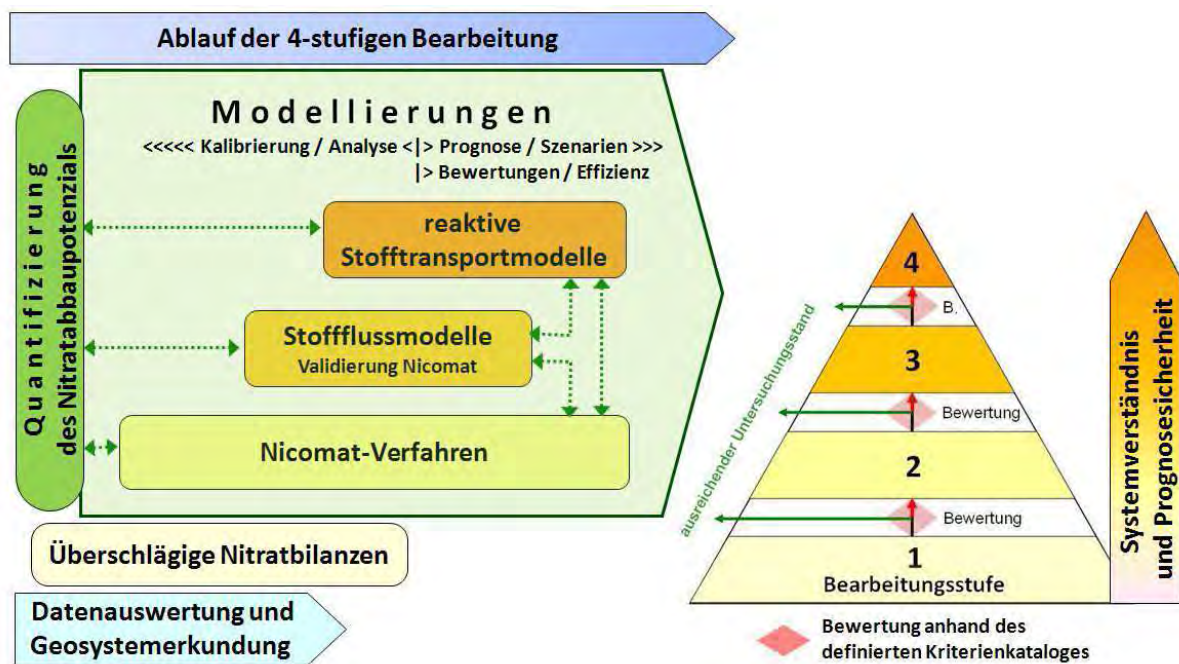 Ablauf der 4-stufigen Bearbeitung
Quantifizierung
des Nitratabbaupotenzials
Modellierungen
<<<<< Kalibrierung / Analyse <|> Prognose / Szenarien >>>
|> Bewertungen / Effizienz
reaktive
Stofftransportmodelle
Stoffflussmodelle
Validierung Nicomat
Nicomat-Verfahren
Überschlägige Nitratbilanzen
Datenauswertung und
Geosystemerkundung
ausreichender Untersuchungsstand
4
B.
3
Bewertung
2
Bewertung
1
Bearbeitungsstufe
Bewertung anhand des
definierten Kriterienkataloges
Systemverständnis
und Prognosesicherheit